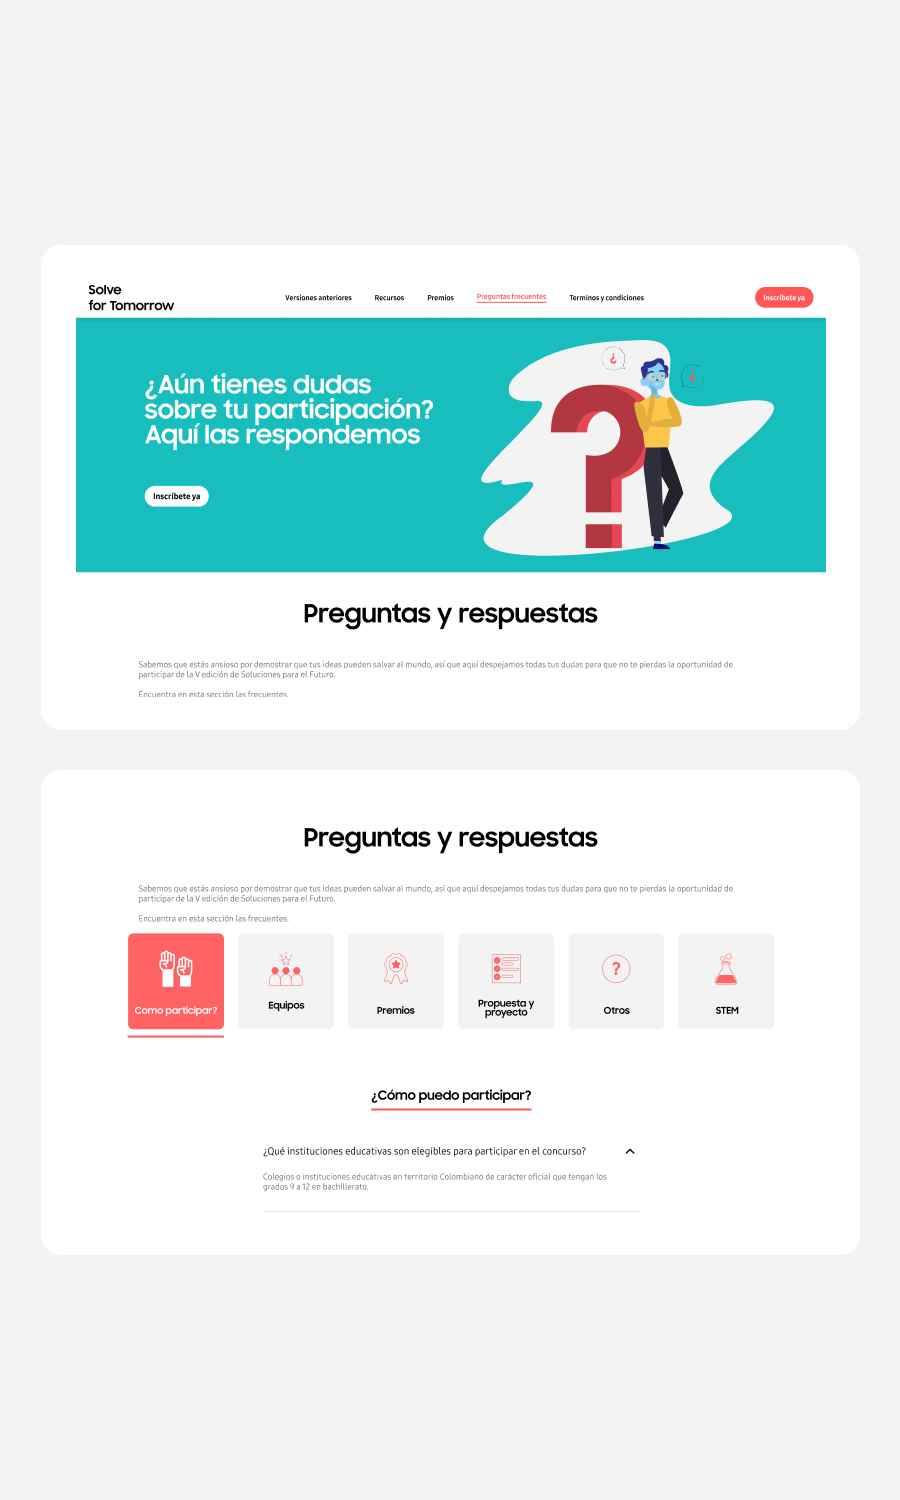 Solve
for Tomorrow
Versiones anteriores
Recursos
Premios
Preguntas frecuentes
Terminos y condiciones
Inscríbete ya
¿Aún tienes dudas
sobre tu participación?
Aquí las respondemos
Inscríbete ya
¿
?
¿
Preguntas y respuestas
Sabemos que estás ansioso por demostrar que tus ideas pueden salvar al mundo, así que aquí despejamos todas tus dudas para que no te pierdas la oportunidad de
participar de la V edición de Soluciones para el Futuro.
Encuentra en esta sección las frecuentes.
Preguntas y respuestas
Sabemos que estás ansioso por demostrar que tus ideas pueden salvar al mundo, así que aquí despejamos todas tus dudas para que no te pierdas la oportunidad de
participar de la V edición de Soluciones para el Futuro.
Encuentra en esta sección las frecuentes.
Como participar?
Equipos
Premios
Propuesta y
proyecto
?
Otros
STEM
¿Cómo puedo participar?
¿Qué instituciones educativas son elegibles para participar en el concurso?
Colegios o instituciones educativas en territorio Colombiano de carácter oficial que tengan los
grados 9 a 12 en bachillerato.